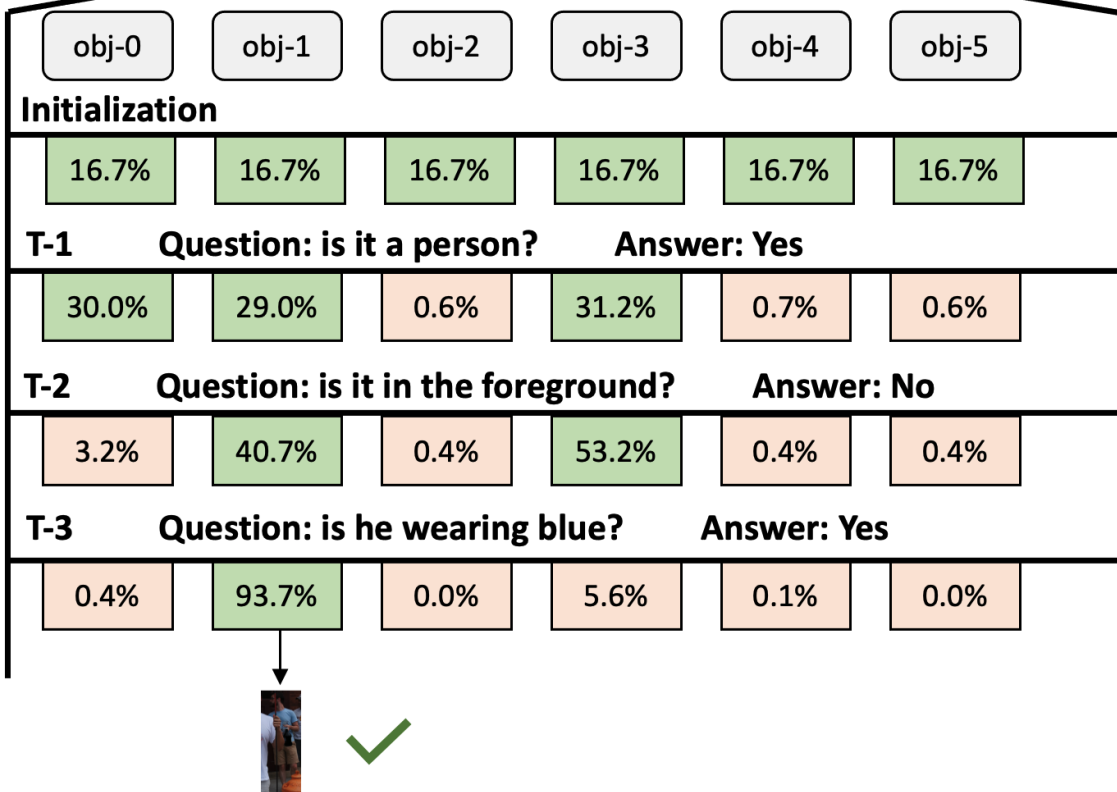 obj-0 obj-1 obj-2 obj-3 obj-4 obj-5
Initialization
16.7% 16.7% 16.7% 16.7% 16.7% 16.7%
T-1 Question: is it a person? Answer: Yes
30.0% 29.0% 0.6% 31.2% 0.7% 0.6%
T-2 Question: is it in the foreground? Answer: No
3.2% 40.7% 0.4% 53.2% 0.4% 0.4%
T-3 Question: is he wearing blue? Answer: Yes
0.4% 93.7% 0.0% 5.6% 0.1% 0.0%